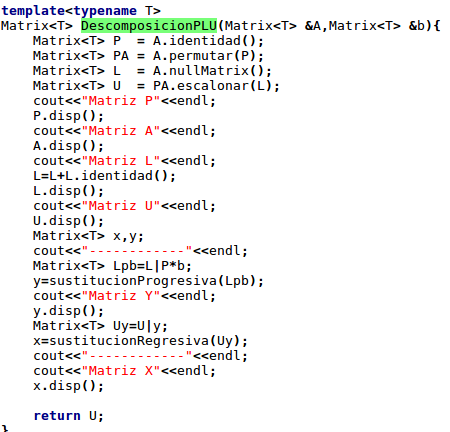 template<typename T>
Matrix<T> DescomposicionPLU(Matrix<T> &A,Matrix<T> &b){
    Matrix<T> P  = A.identidad();
    Matrix<T> PA = A.permutar(P);
    Matrix<T> L  = A.nullMatrix();
    Matrix<T> U  = PA.escalonar(L);
    cout<<"Matriz P"<<endl;
    P.disp();
    cout<<"Matriz A"<<endl;
    A.disp();
    cout<<"Matriz L"<<endl;
    L=L+L.identidad();
    L.disp();
    cout<<"Matriz U"<<endl;
    U.disp();
    Matrix<T> x,y;
    cout<<"------------"<<endl;
    Matrix<T> Lpb=L|P*b;
    y=sustitucionProgresiva(Lpb);
    cout<<"Matriz Y"<<endl;
    y.disp();
    Matrix<T> Uy=U|y;
    x=sustitucionRegresiva(Uy);
    cout<<"------------"<<endl;
    cout<<"Matriz X"<<endl;
    x.disp();

    return U;
}